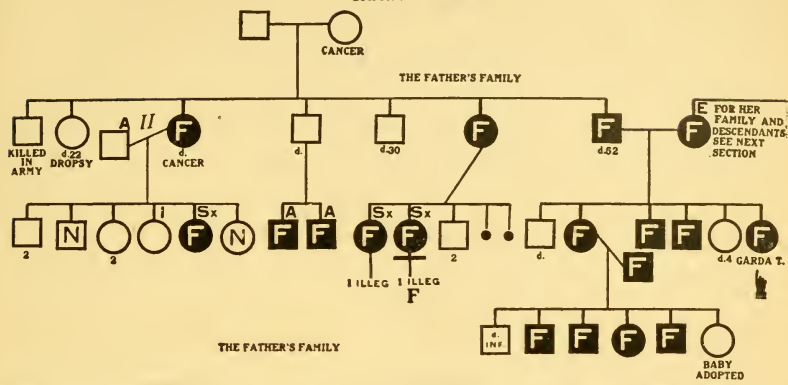 CANCER
THE FATHER'S FAMILY
KILLED IN ARMY
d.22 DROPSY
A
II
F
d. CANCER
d.
d.30
F
F
d.52
F
E FOR HER FAMILY AND DESCENDANTS, SEE NEXT SECTION
2
N
2
1
F Sx
N
F A
F A
F Sx
F Sx
2
d.
F
F
F
F
d.4
F
GARDA T.
1 ILLEG
1 ILLEG
F
d. INF.
F
F
F
F
BABY ADOPTED
THE FATHER'S FAMILY